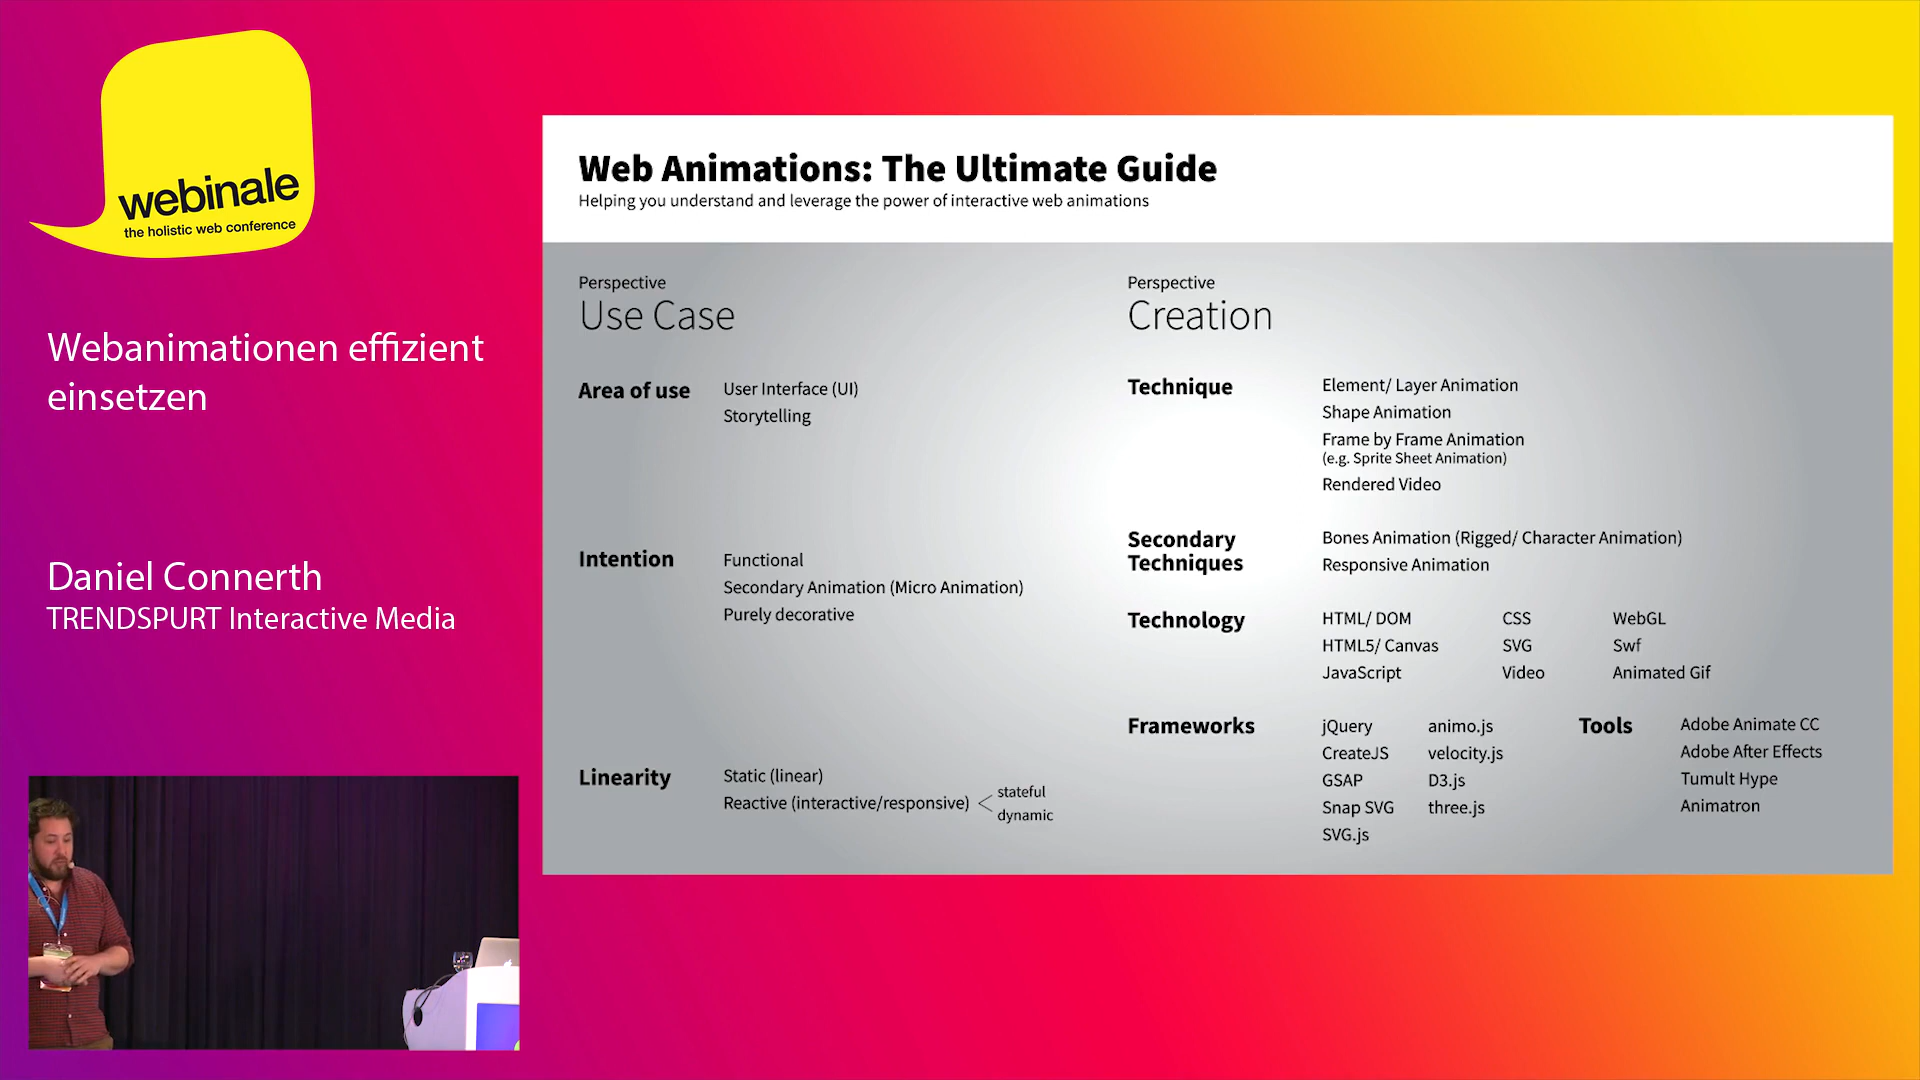 webinale
the holistic web conference
Webanimationen effizient
einsetzen
Daniel Connerth
TRENDSPURT Interactive Media
Web Animations: The Ultimate Guide
Helping you understand and leverage the power of interactive web animations
Perspective
Use Case
Area of use
User Interface (UI)
Storytelling
Intention
Functional
Secondary Animation (Micro Animation)
Purely decorative
Linearity
Static (linear)
Reactive (interactive/responsive) <
stateful
dynamic
Perspective
Creation
Technique
Element/ Layer Animation
Shape Animation
Frame by Frame Animation
(e.g. Sprite Sheet Animation)
Rendered Video
Secondary
Techniques
Bones Animation (Rigged/ Character Animation)
Responsive Animation
Technology
HTML/ DOM
HTML5/ Canvas
JavaScript
CSS
SVG
Video
WebGL
Swf
Animated Gif
Frameworks
jQuery
CreateJS
GSAP
Snap SVG
SVG.js
animo.js
velocity.js
D3.js
three.js
Tools
Adobe Animate CC
Adobe After Effects
Tumult Hype
Animatron